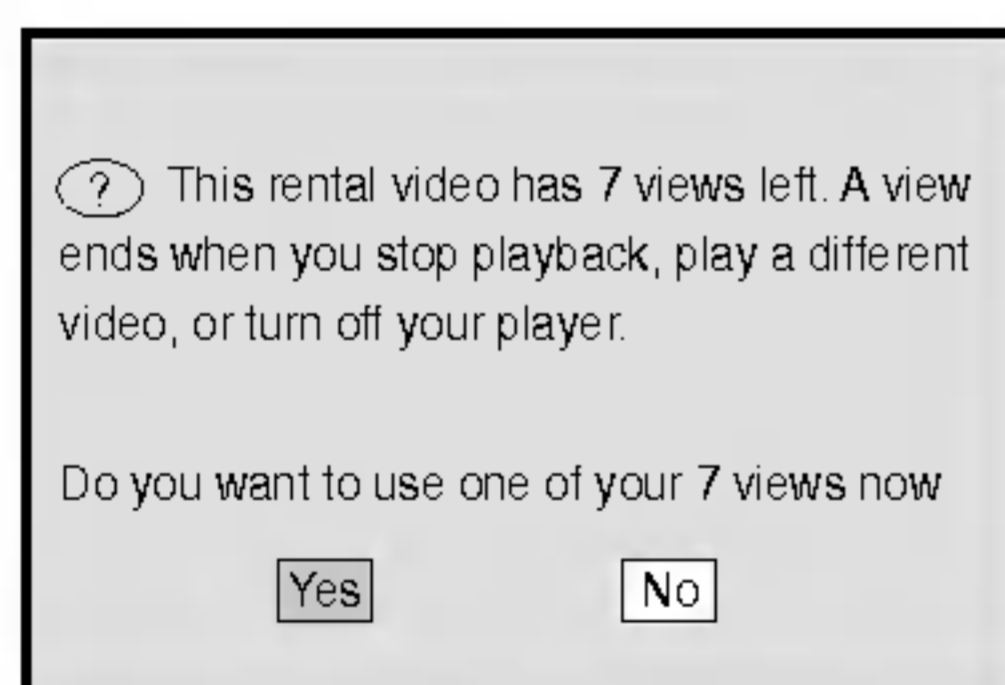 ? This rental video has 7 views left. A view
ends when you stop playback, play a different
video, or turn off your player.
Do you want to use one of your 7 views now
Yes No